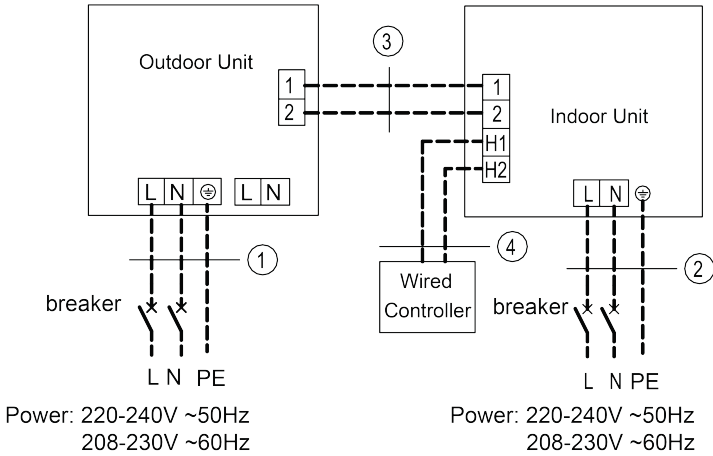 Outdoor Unit
1
2
L N
L N
3
1
2
H1
H2
Indoor Unit
L N
1
4
2
Wired
Controller
breaker
breaker
L N PE
L N PE
Power: 220-240V ~50Hz
208-230V ~60Hz
Power: 220-240V ~50Hz
208-230V ~60Hz